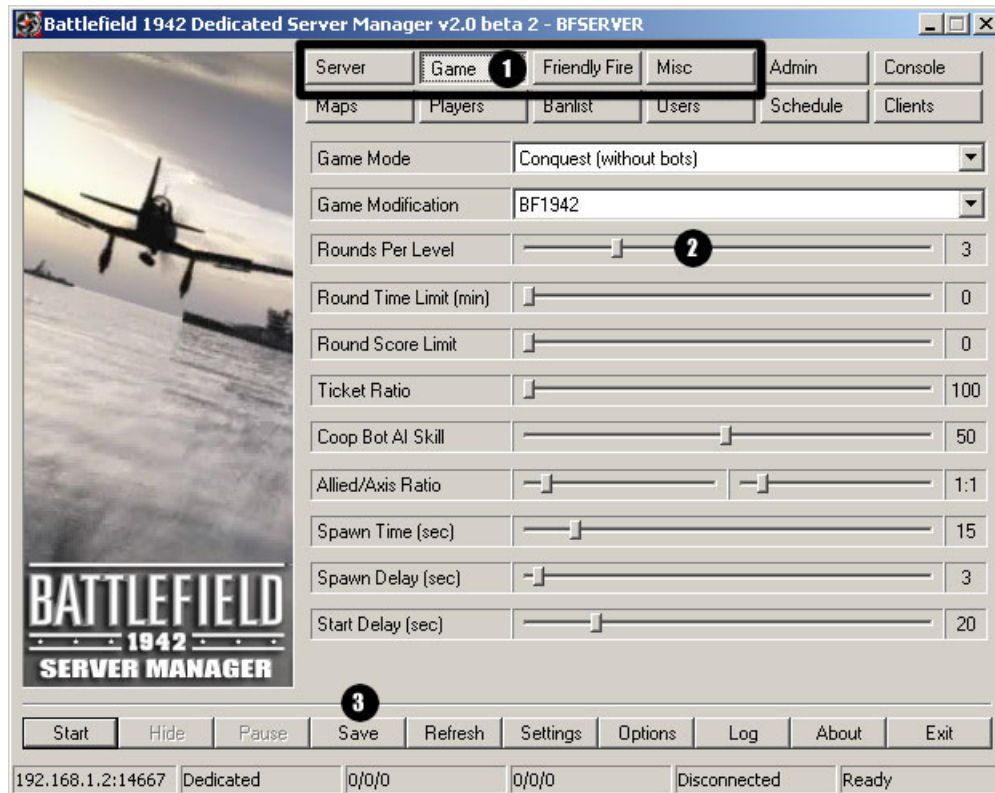 Battlefield 1942 Dedicated Server Manager v2.0 beta 2 - BFSERVER
Server Game 1 Friendly Fire Misc Admin Console
Maps Players Banlist Users Schedule Clients
Game Mode Conquest (without bots)
Game Modification BF1942
Rounds Per Level 2 3
Round Time Limit (min) 0
Round Score Limit 0
Ticket Ratio 100
Coop Bot AI Skill 50
Allied/Axis Ratio 1:1
Spawn Time (sec) 15
Spawn Delay (sec) 3
Start Delay (sec) 20
BATTLEFIELD
1942
SERVER MANAGER
3
Start Hide Pause Save Refresh Settings Options Log About Exit
192.168.1.2:14667 Dedicated 0/0/0 0/0/0 Disconnected Ready